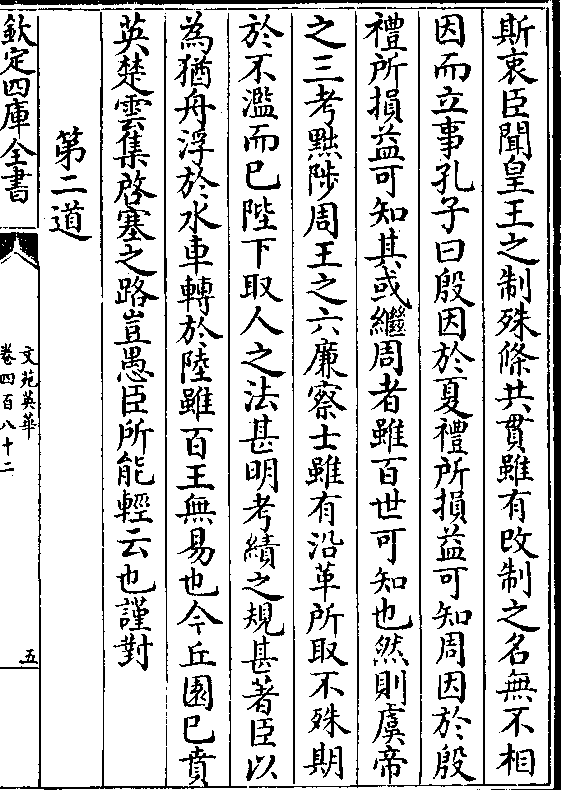 斯衷臣聞皇王之制殊條共貫雖有改制之名無不相
因而立事孔子曰殷因於夏禮所損益可知周因於殷
禮所損益可知其或繼周者雖百世可知也然則虞帝
之三考黜陟周王之六亷察士雖有沿革所取不殊期
於不濫而已陛下取人之法甚明考績之規甚著臣以
為猶舟浮於水車轉於陸雖百王無易也今丘園已賁
英楚雲集啓塞之路豈愚臣所能輕云也謹對
第二道
欽定四庫全書
文苑英華
卷四百八十二
五